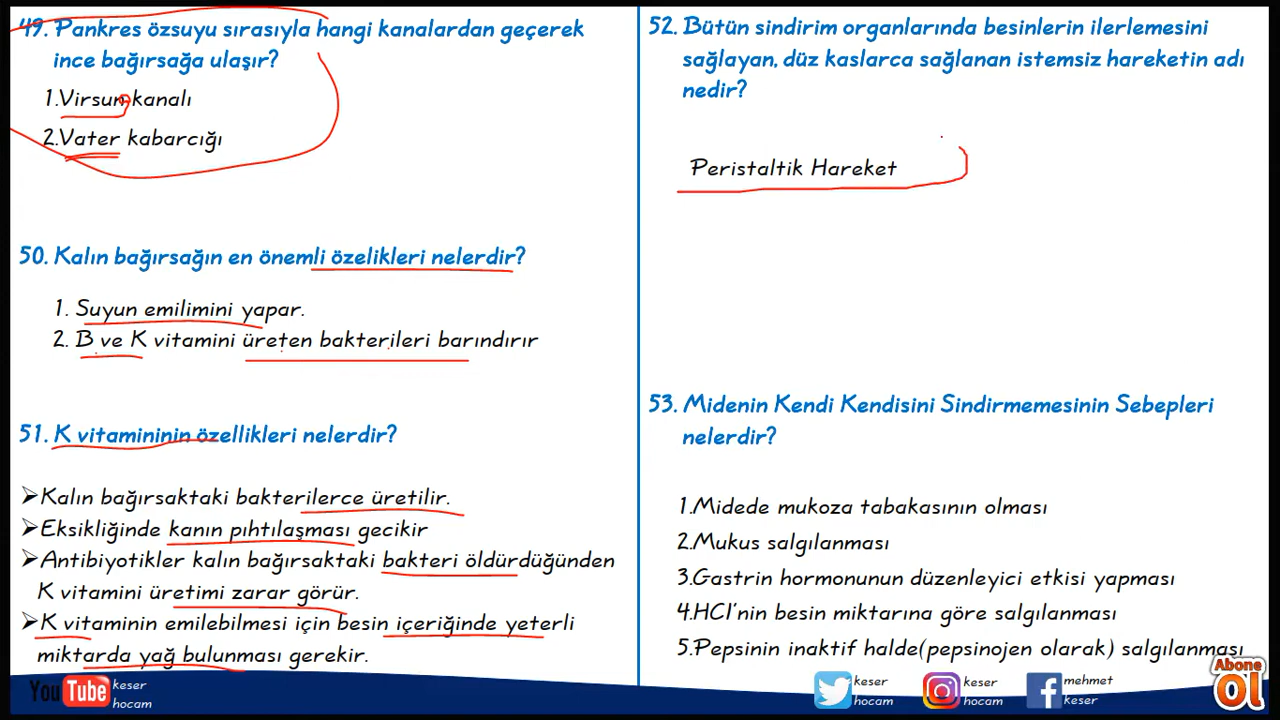 49. Pankres özsuyu sırasıyla hangi kanalardan geçerek
ince bağırsağa ulaşır?
1.Virsun kanalı
2.Vater kabarcığı
50. Kalın bağırsağın en önemli özelikleri nelerdir?
1. Suyun emilimini yapar.
2. B ve K vitamini üreten bakterileri barındırır
51. K vitamininin özellikleri nelerdir?
➢Kalın bağırsaktaki bakterilerce üretilir.
➢Eksikliğinde kanın pıhtılaşması gecikir
➢Antibiyotikler kalın bağırsaktaki bakteri öldürdüğünden
K vitamini üretimi zarar görür.
➢K vitaminin emilebilmesi için besin içeriğinde yeterli
miktarda yağ bulunması gerekir.
52. Bütün sindirim organlarında besinlerin ilerlemesini
sağlayan, düz kaslarca sağlanan istemsiz hareketin adı
nedir?
Peristaltik Hareket
53. Midenin Kendi Kendisini Sindirmemesinin Sebepleri
nelerdir?
1.Midede mukoza tabakasının olması
2.Mukus salgılanması
3.Gastrin hormonunun düzenleyici etkisi yapması
4.HCl'nin besin miktarına göre salgılanması
5.Pepsinin inaktif halde(pepsinojen olarak) salgılanması
You Tube
keser
hocam
keser
hocam
keser
hocam
mehmet
keser
Abone
ol